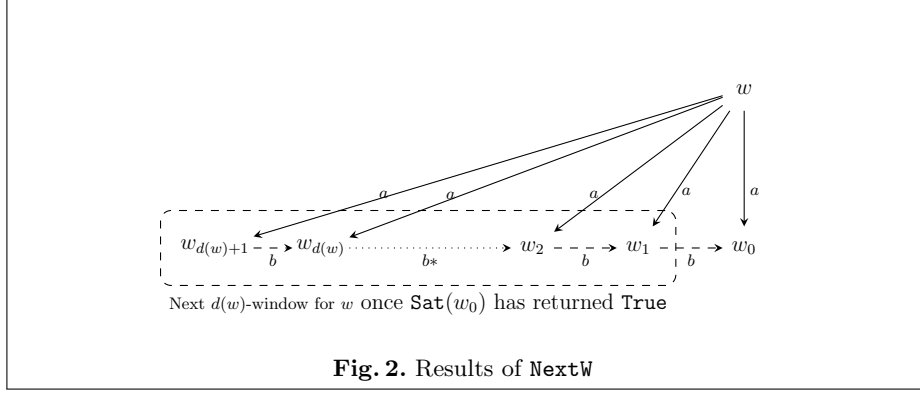 w
a a a a a
w_{d(w)+1} w_{d(w)} w_2 w_1 w_0
b b* b b
Next d(w)-window for w once Sat(w_0) has returned True
Fig. 2. Results of NextW